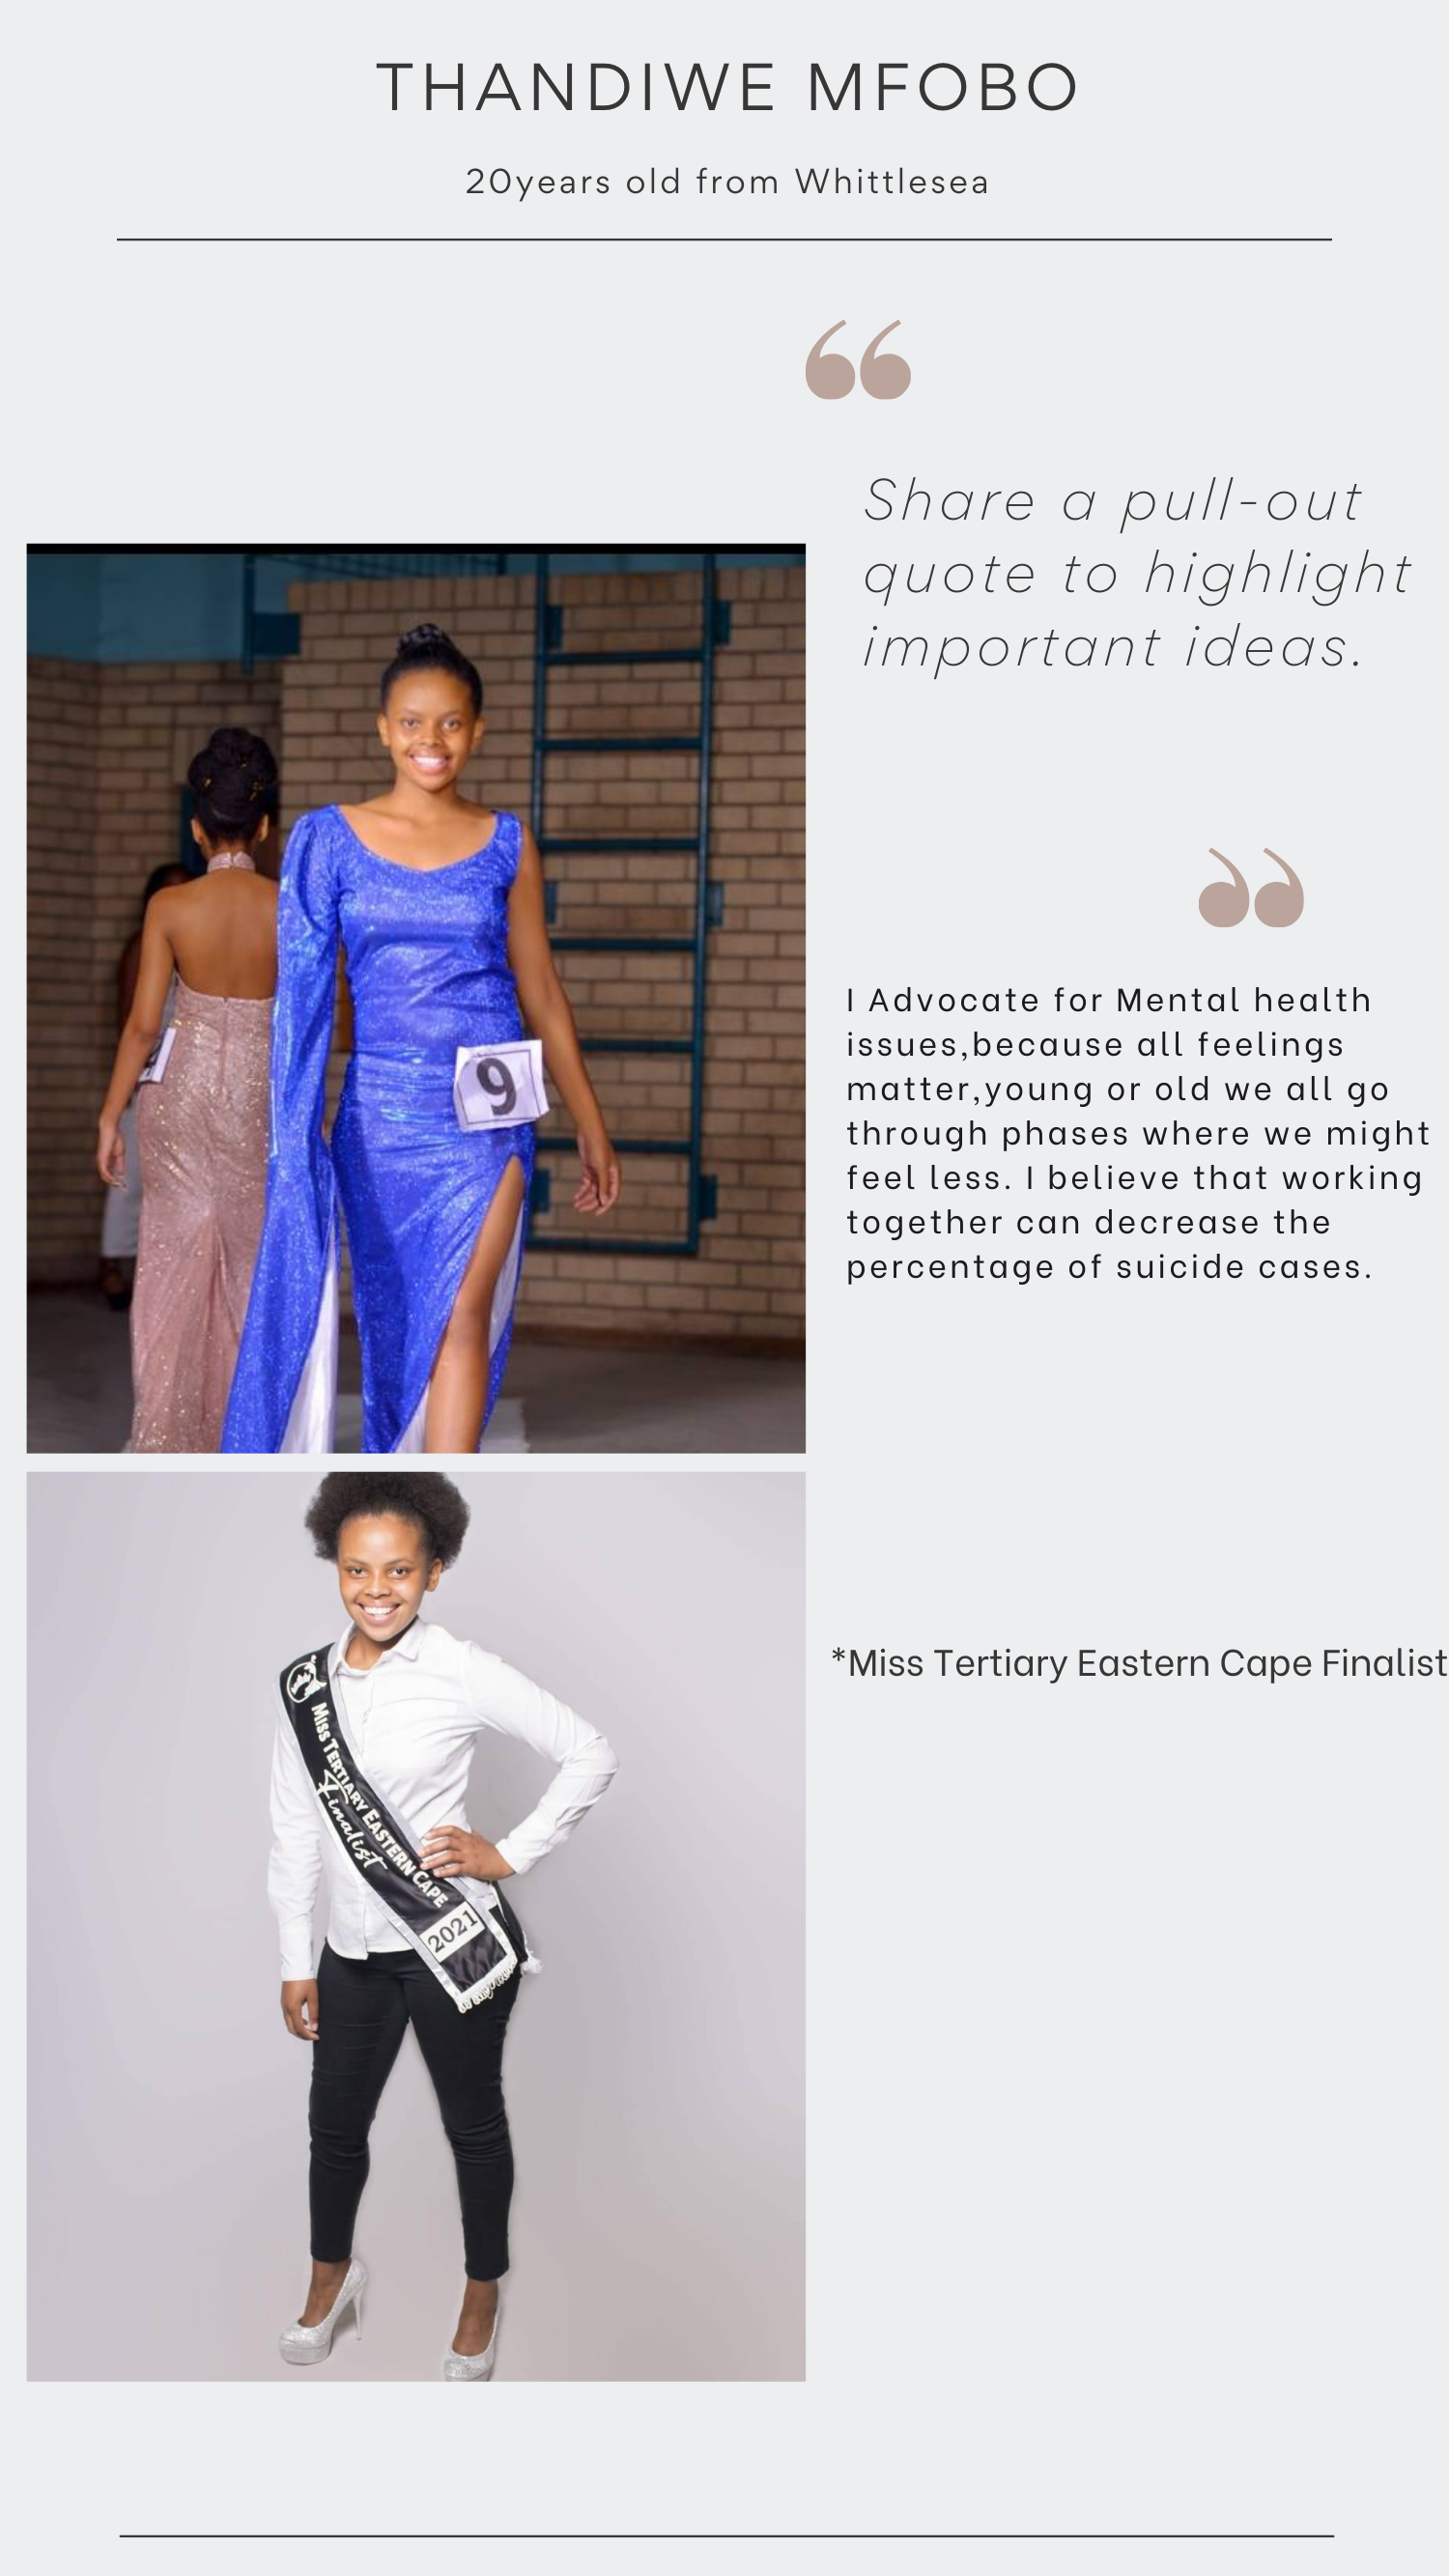 THANDIWE MFOBO
20years old from Whittlesea
Share a pull-out
quote to highlight
important ideas.
I Advocate for Mental health
issues,because all feelings
matter,young or old we all go
through phases where we might
feel less. I believe that working
together can decrease the
percentage of suicide cases.
9
*Miss Tertiary Eastern Cape Finalist
MISS TERTIARY EASTERN CAPE
Finalist
2021